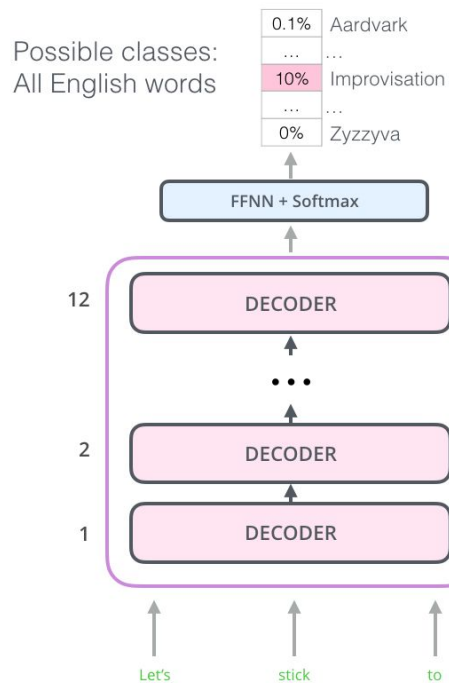 Possible classes:
All English words
0.1% Aardvark
... ...
10% Improvisation
... ...
0% Zyzzyva
FFNN + Softmax
12 DECODER
...
2 DECODER
1 DECODER
Let's stick to